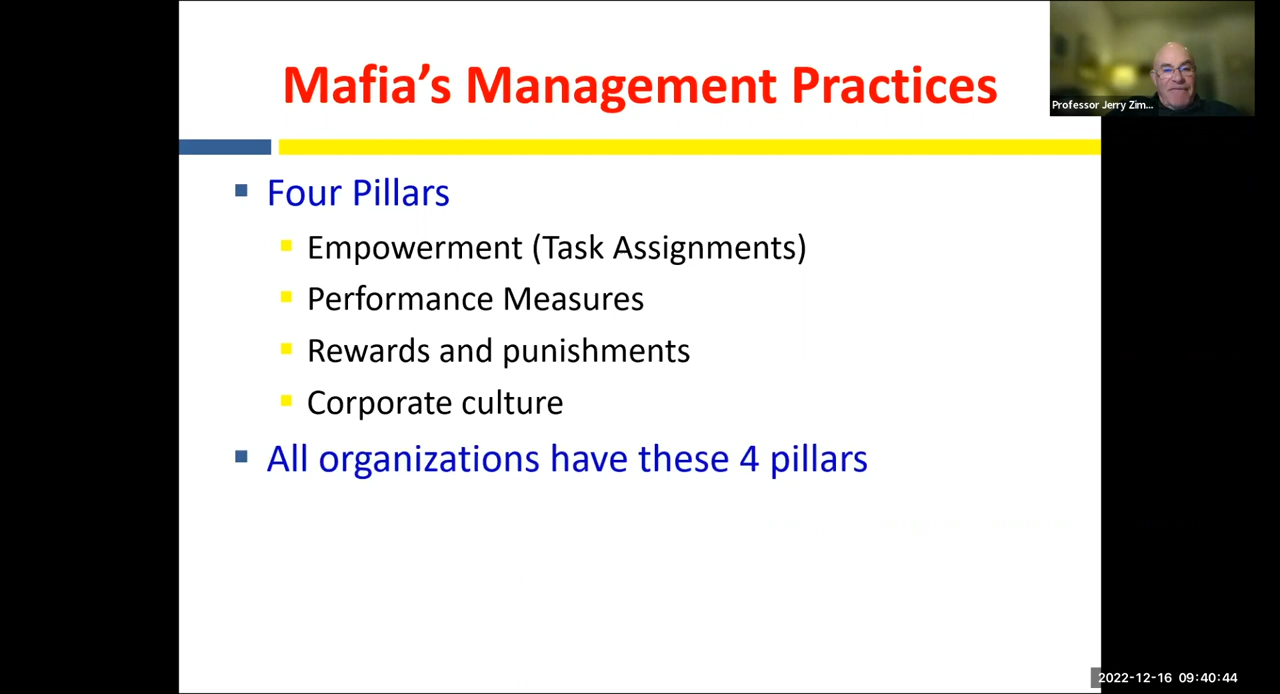 Mafia’s Management Practices
Professor Jerry Zim...
Four Pillars
Empowerment (Task Assignments)
Performance Measures
Rewards and punishments
Corporate culture
All organizations have these 4 pillars
2022-12-16 09:40:44